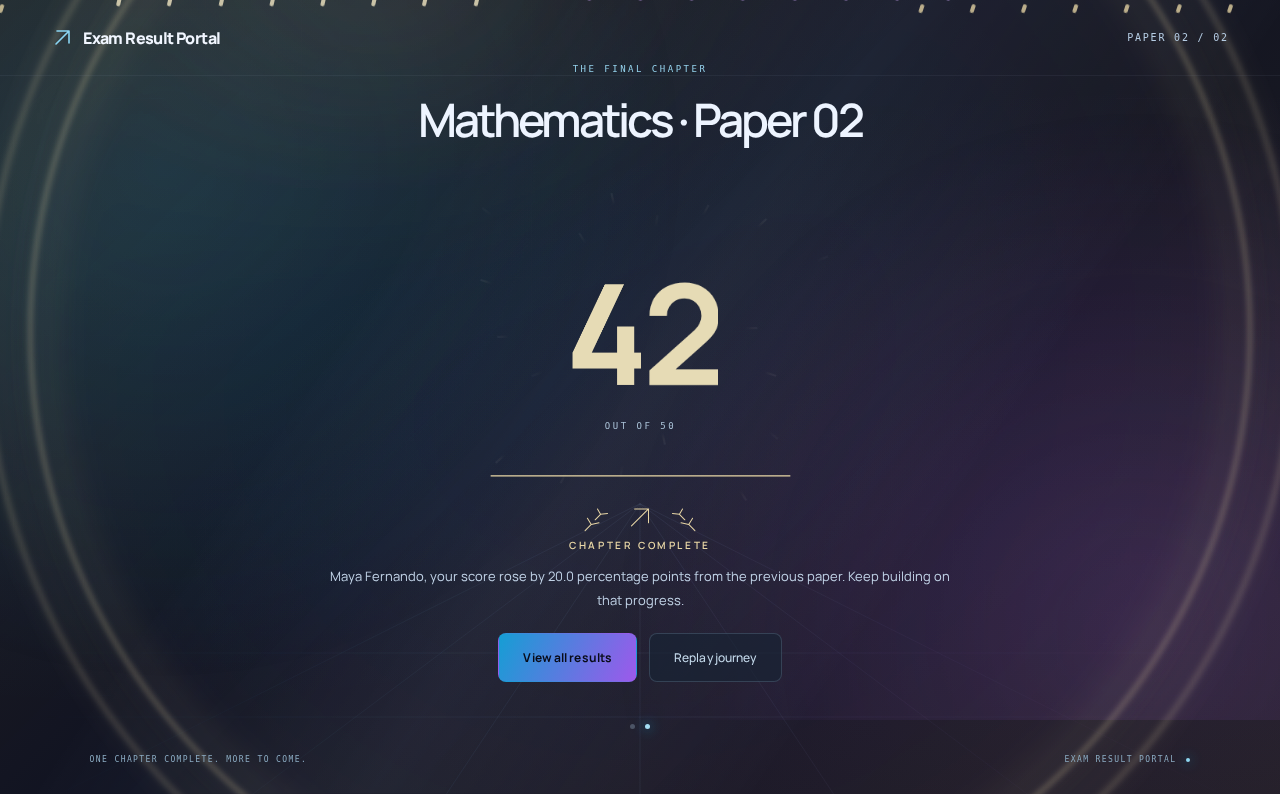 Exam Result Portal
PAPER 02 / 02
THE FINAL CHAPTER
Mathematics · Paper 02
42
OUT OF 50
CHAPTER COMPLETE
Maya Fernando, your score rose by 20.0 percentage points from the previous paper. Keep building on
that progress.
View all results
Replay journey
ONE CHAPTER COMPLETE. MORE TO COME.
EXAM RESULT PORTAL